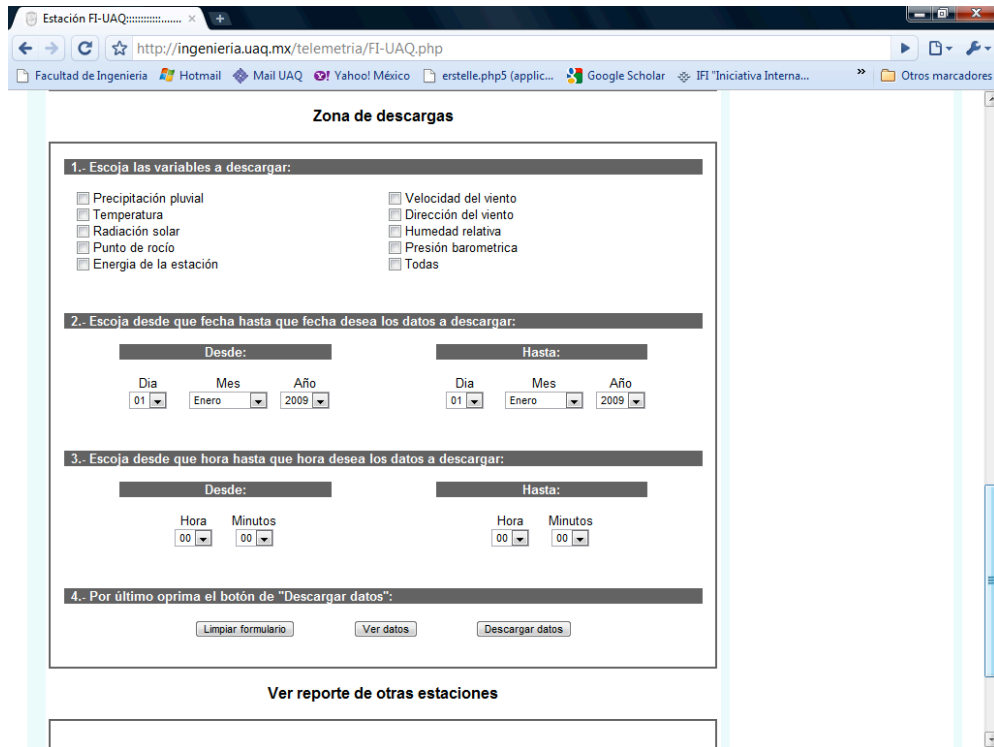 Estación FI-UAQ::::::::::::.......
http://ingenieria.uaq.mx/telemetria/FI-UAQ.php
Facultad de Ingenieria Hotmail Mail UAQ Yahoo! México erstelle.php5 (applic... Google Scholar IFI "Iniciativa Interna... » Otros marcadores
Zona de descargas
1.- Escoja las variables a descargar:
Precipitación pluvial Velocidad del viento
Temperatura Dirección del viento
Radiación solar Humedad relativa
Punto de rocío Presión barometrica
Energia de la estación Todas
2.- Escoja desde que fecha hasta que fecha desea los datos a descargar:
Desde: Hasta:
Dia Mes Año Dia Mes Año
01 Enero 2009 01 Enero 2009
3.- Escoja desde que hora hasta que hora desea los datos a descargar:
Desde: Hasta:
Hora Minutos Hora Minutos
00 00 00 00
4.- Por último oprima el botón de "Descargar datos":
Limpiar formulario Ver datos Descargar datos
Ver reporte de otras estaciones